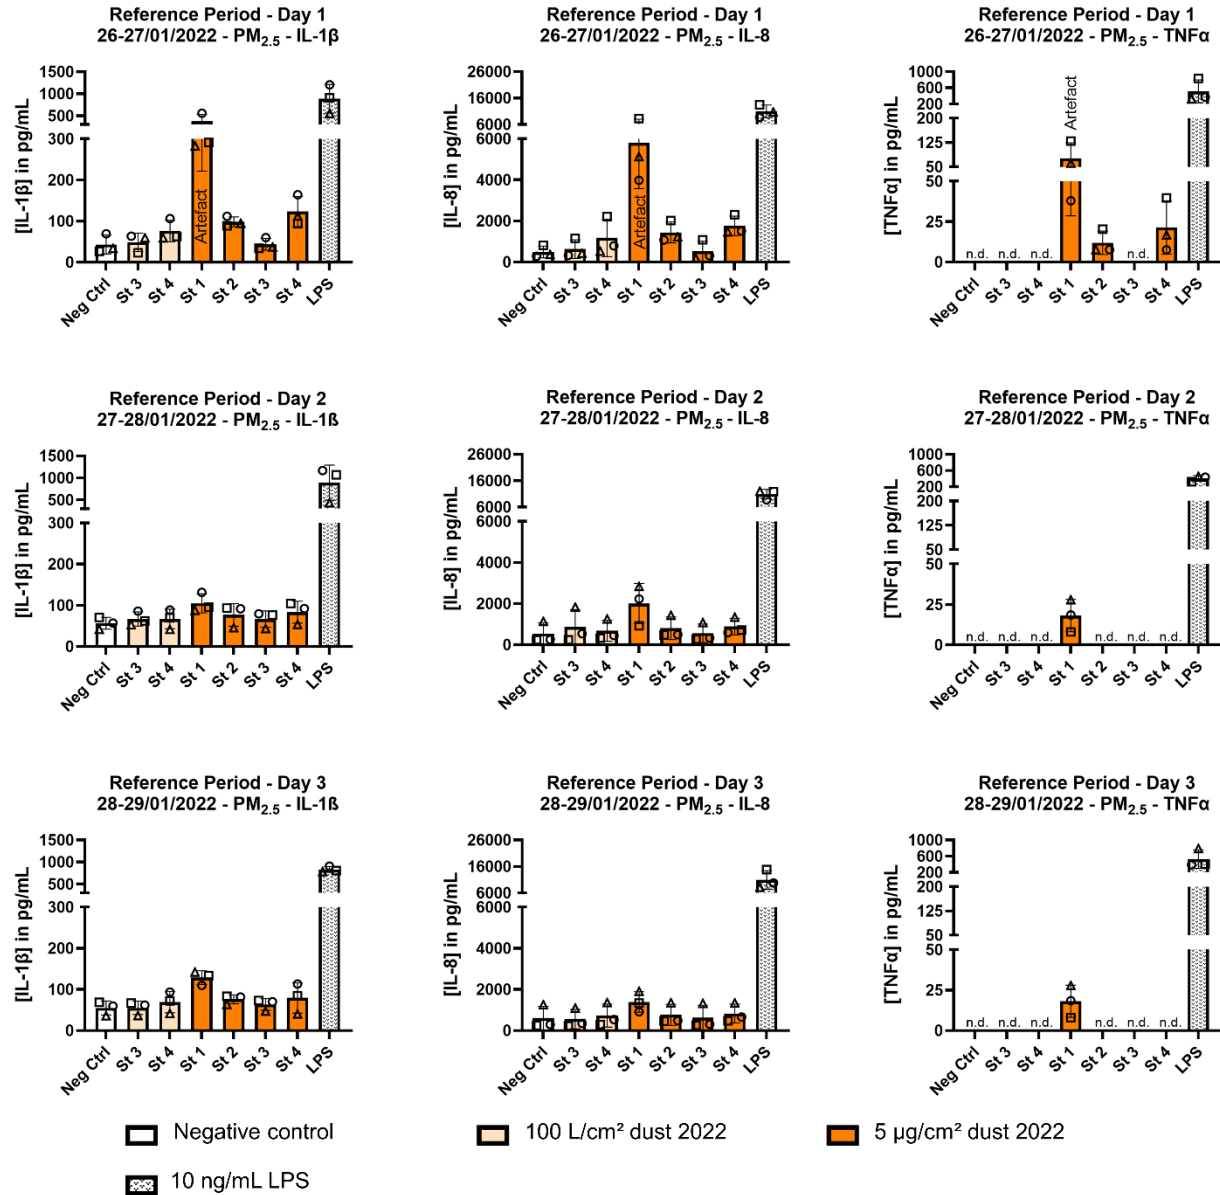 Reference Period - Day 1
26-27/01/2022 - PM2.5 - IL-1β
[IL-1β] in pg/mL
1500
1000
500
300
200
100
0
Artefact
Neg Ctrl
St 3
St 4
St 1
St 2
St 3
St 4
LPS
Reference Period - Day 1
26-27/01/2022 - PM2.5 - IL-8
[IL-8] in pg/mL
26000
16000
6000
6000
4000
2000
0
Artefact
Neg Ctrl
St 3
St 4
St 1
St 2
St 3
St 4
LPS
Reference Period - Day 1
26-27/01/2022 - PM2.5 - TNFα
[TNFα] in pg/mL
1000
600
200
200
125
50
50
25
0
Artefact
n.d. n.d. n.d. n.d.
Neg Ctrl
St 3
St 4
St 1
St 2
St 3
St 4
LPS
Reference Period - Day 2
27-28/01/2022 - PM2.5 - IL-1ß
[IL-1β] in pg/mL
1500
1000
500
300
200
100
0
Neg Ctrl
St 3
St 4
St 1
St 2
St 3
St 4
LPS
Reference Period - Day 2
27-28/01/2022 - PM2.5 - IL-8
[IL-8] in pg/mL
26000
16000
6000
6000
4000
2000
0
Neg Ctrl
St 3
St 4
St 1
St 2
St 3
St 4
LPS
Reference Period - Day 2
27-28/01/2022 - PM2.5 - TNFα
[TNFα] in pg/mL
1000
600
200
200
125
50
50
25
0
n.d. n.d. n.d. n.d. n.d. n.d.
Neg Ctrl
St 3
St 4
St 1
St 2
St 3
St 4
LPS
Reference Period - Day 3
28-29/01/2022 - PM2.5 - IL-1ß
[IL-1β] in pg/mL
1500
1000
500
300
200
100
0
Neg Ctrl
St 3
St 4
St 1
St 2
St 3
St 4
LPS
Reference Period - Day 3
28-29/01/2022 - PM2.5 - IL-8
[IL-8] in pg/mL
26000
16000
6000
6000
4000
2000
0
Neg Ctrl
St 3
St 4
St 1
St 2
St 3
St 4
LPS
Reference Period - Day 3
28-29/01/2022 - PM2.5 - TNFα
[TNFα] in pg/mL
1000
600
200
200
125
50
50
25
0
n.d. n.d. n.d. n.d. n.d. n.d.
Neg Ctrl
St 3
St 4
St 1
St 2
St 3
St 4
LPS
Negative control
100 L/cm² dust 2022
5 µg/cm² dust 2022
10 ng/mL LPS